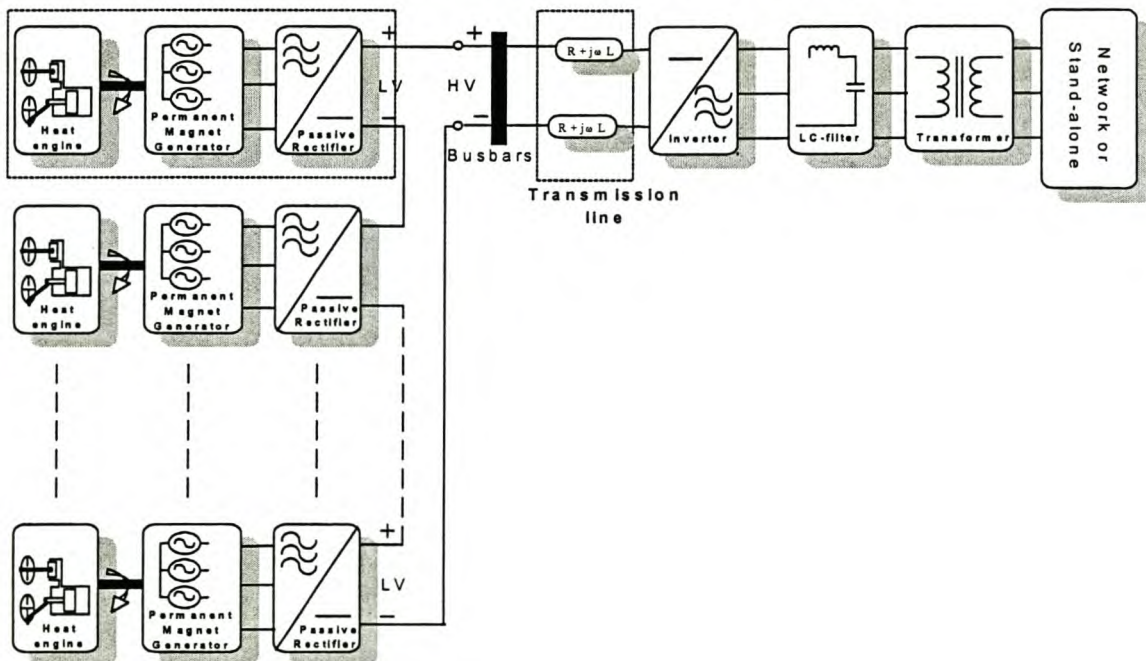 Heat
engine
Permanent
Magnet
Generator
Passive
Rectifier
+
LV
−
+
HV
−
Busbars
R + jω L
R + jω L
Transmission
line
Inverter
LC-filter
Transformer
Network or
Stand-alone
Heat
engine
Permanent
Magnet
Generator
Passive
Rectifier
Heat
engine
Permanent
Magnet
Generator
Passive
Rectifier
+
LV
−